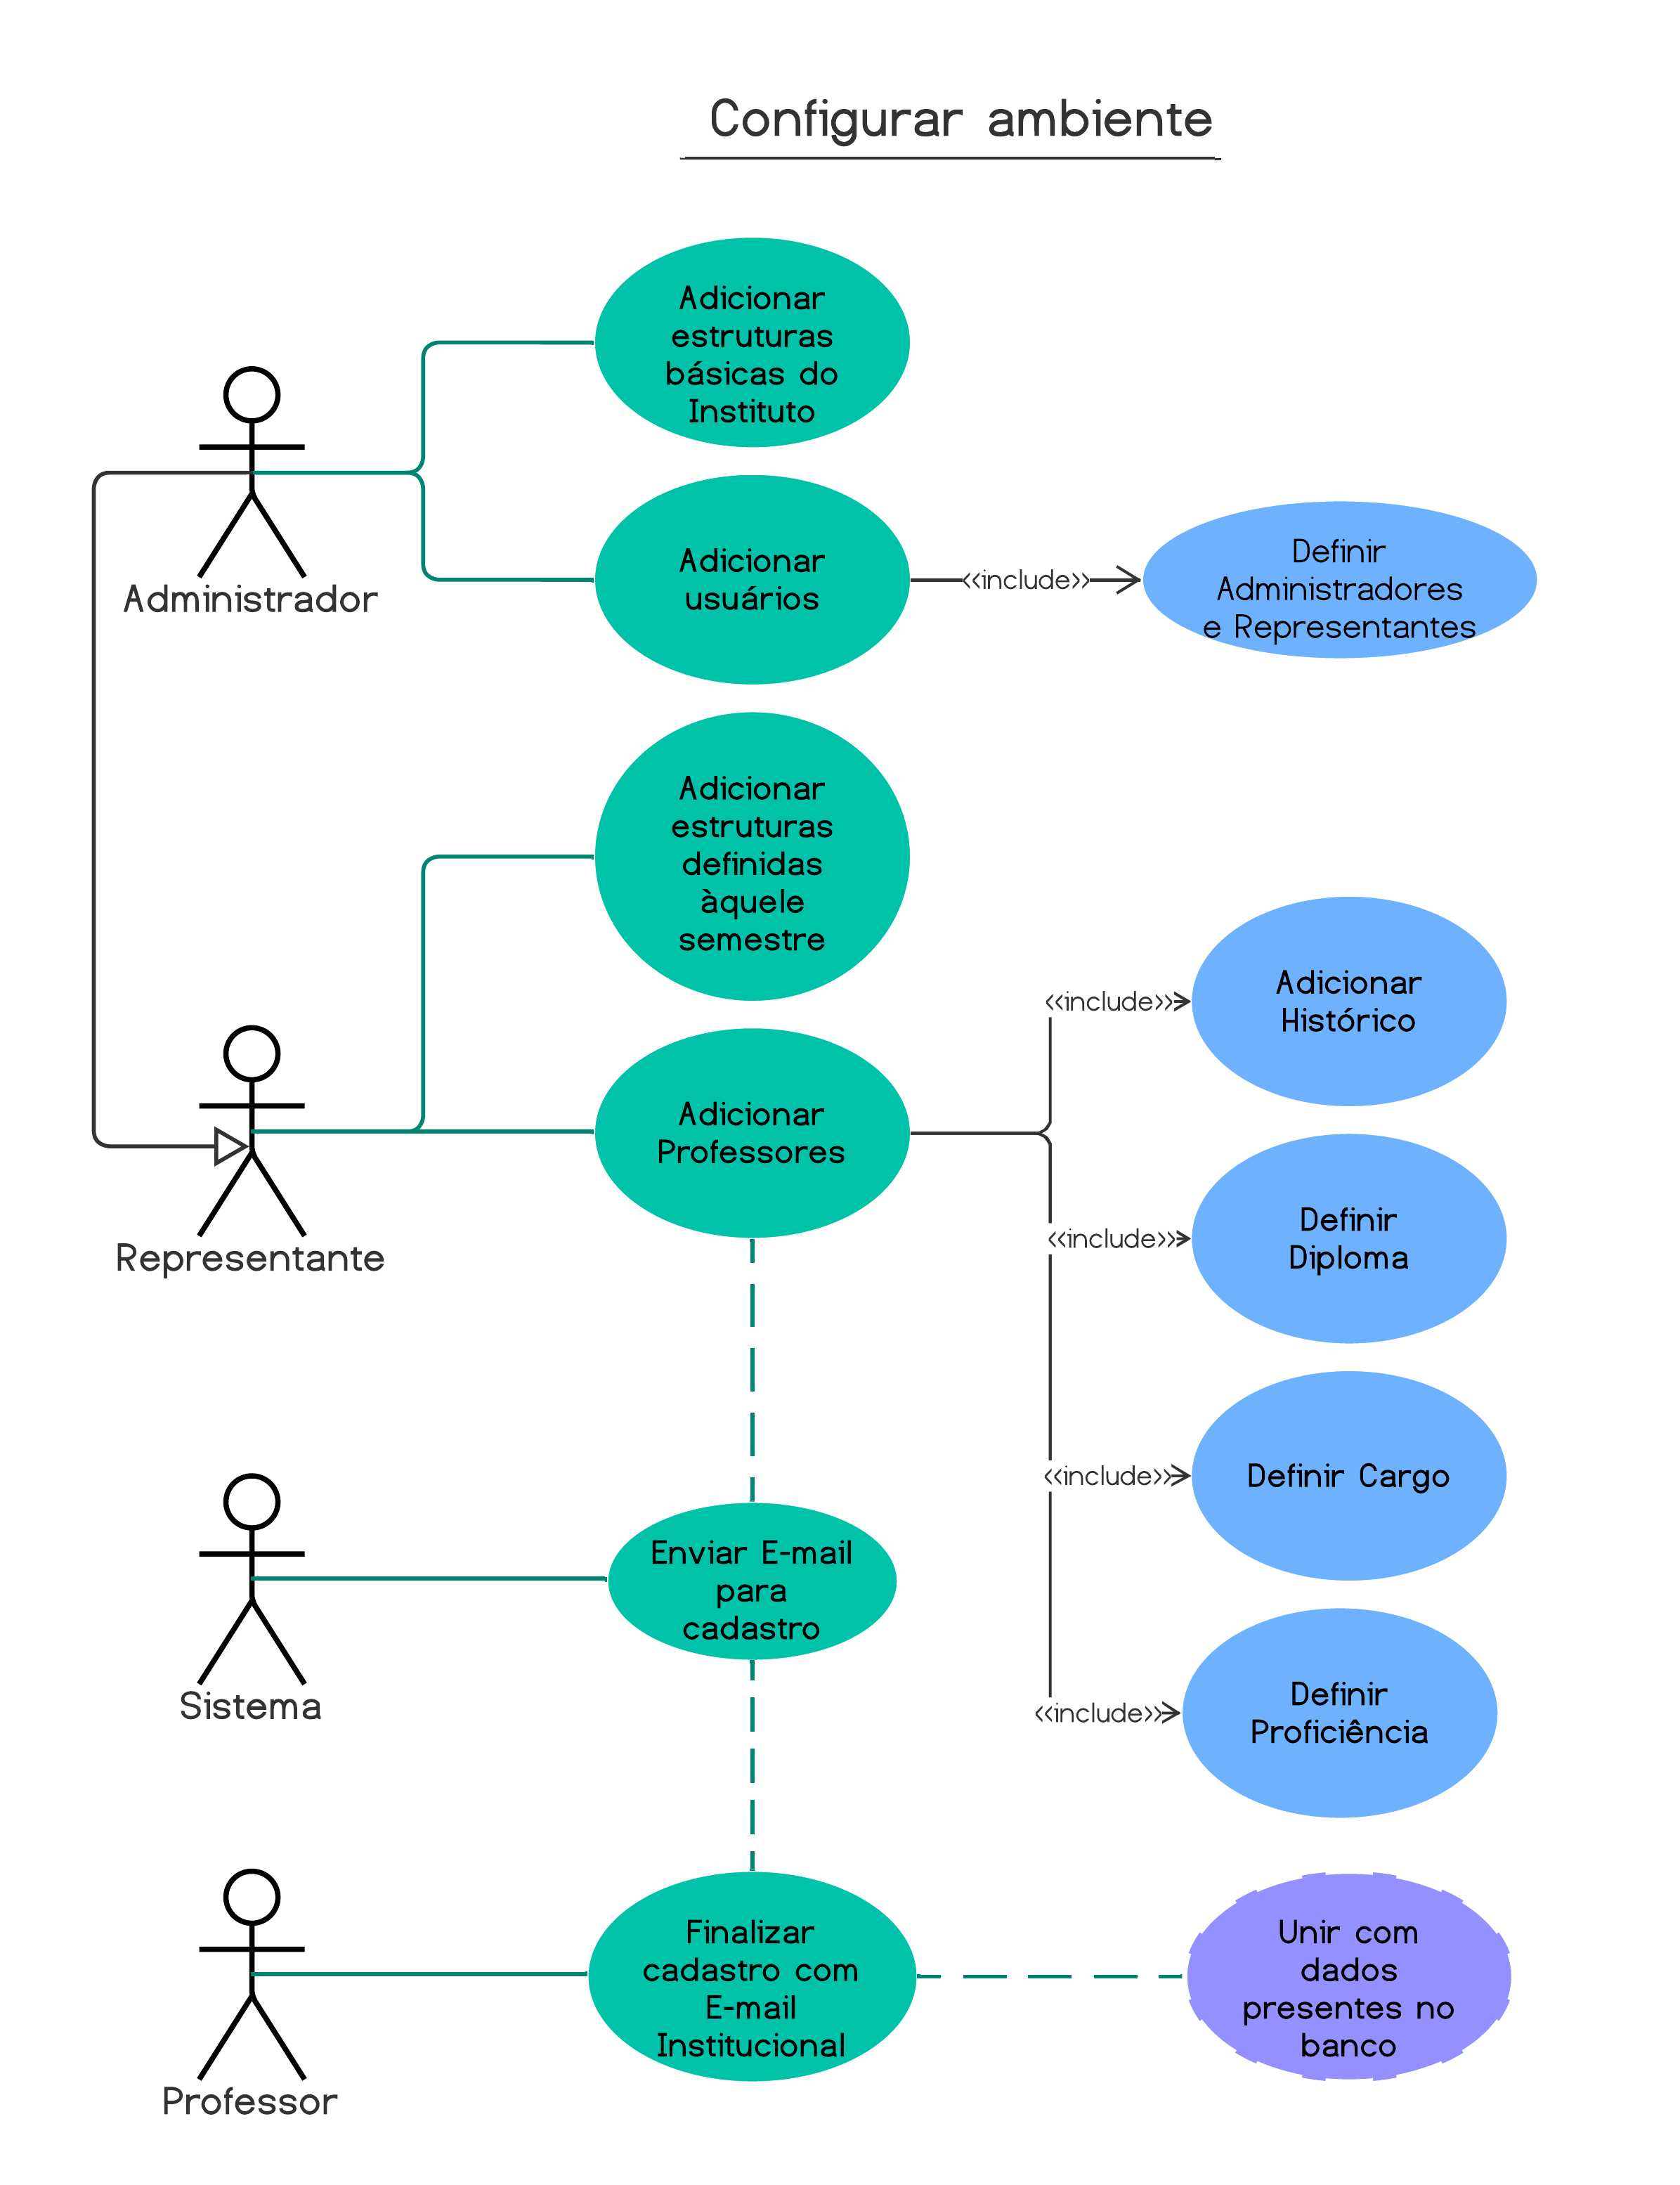 Configurar ambiente
Adicionar
estruturas
básicas do
Instituto
Administrador
Adicionar
usuários
<<include>>
Definir
Administradores
e Representantes
Adicionar
estruturas
definidas
àquele
semestre
Representante
Adicionar
Professores
<<include>>
Adicionar
Histórico
<<include>>
Definir
Diploma
<<include>>
Definir Cargo
<<include>>
Definir
Proficiência
Sistema
Enviar E-mail
para
cadastro
Professor
Finalizar
cadastro com
E-mail
Institucional
Unir com
dados
presentes no
banco